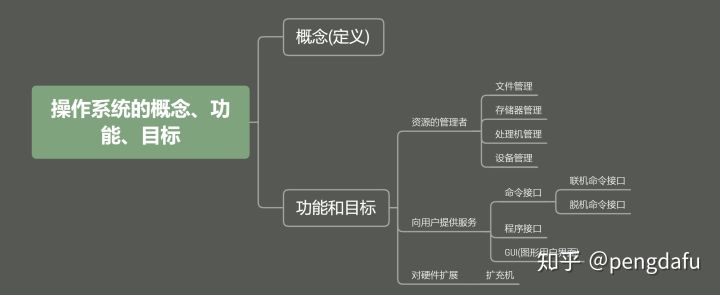 概念(定义)
操作系统的概念、功
能、目标
文件管理
存储器管理
资源的管理者
处理机管理
设备管理
功能和目标
联机命令接口
命令接口
脱机命令接口
向用户提供服务
程序接口
GUI(图形用户界面)
对硬件扩展
扩充机
知乎 @pengdafu